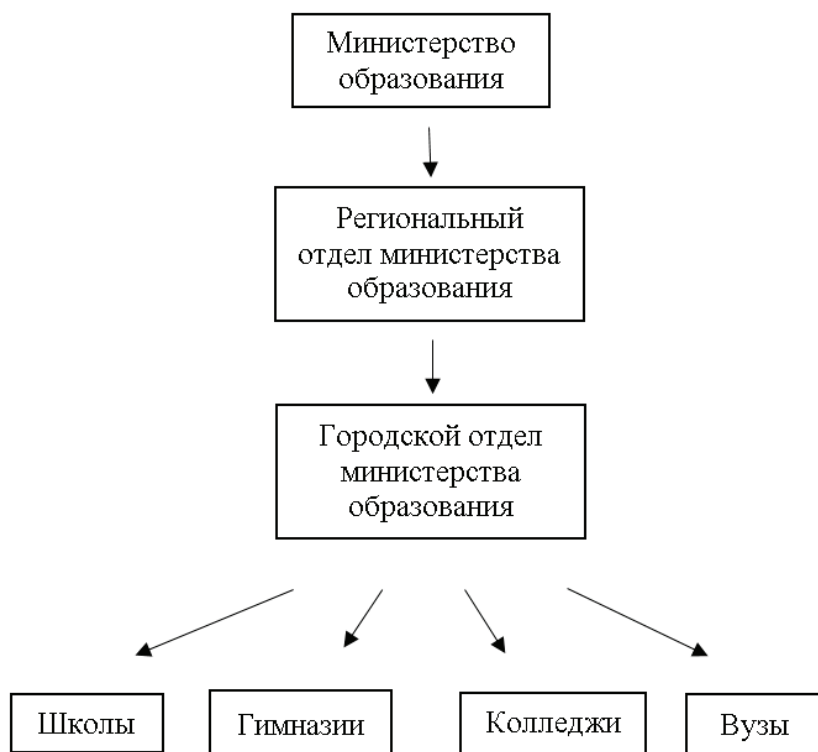 Министерство
образования
Региональный
отдел министерства
образования
Городской отдел
министерства
образования
Школы
Гимназии
Колледжи
Вузы